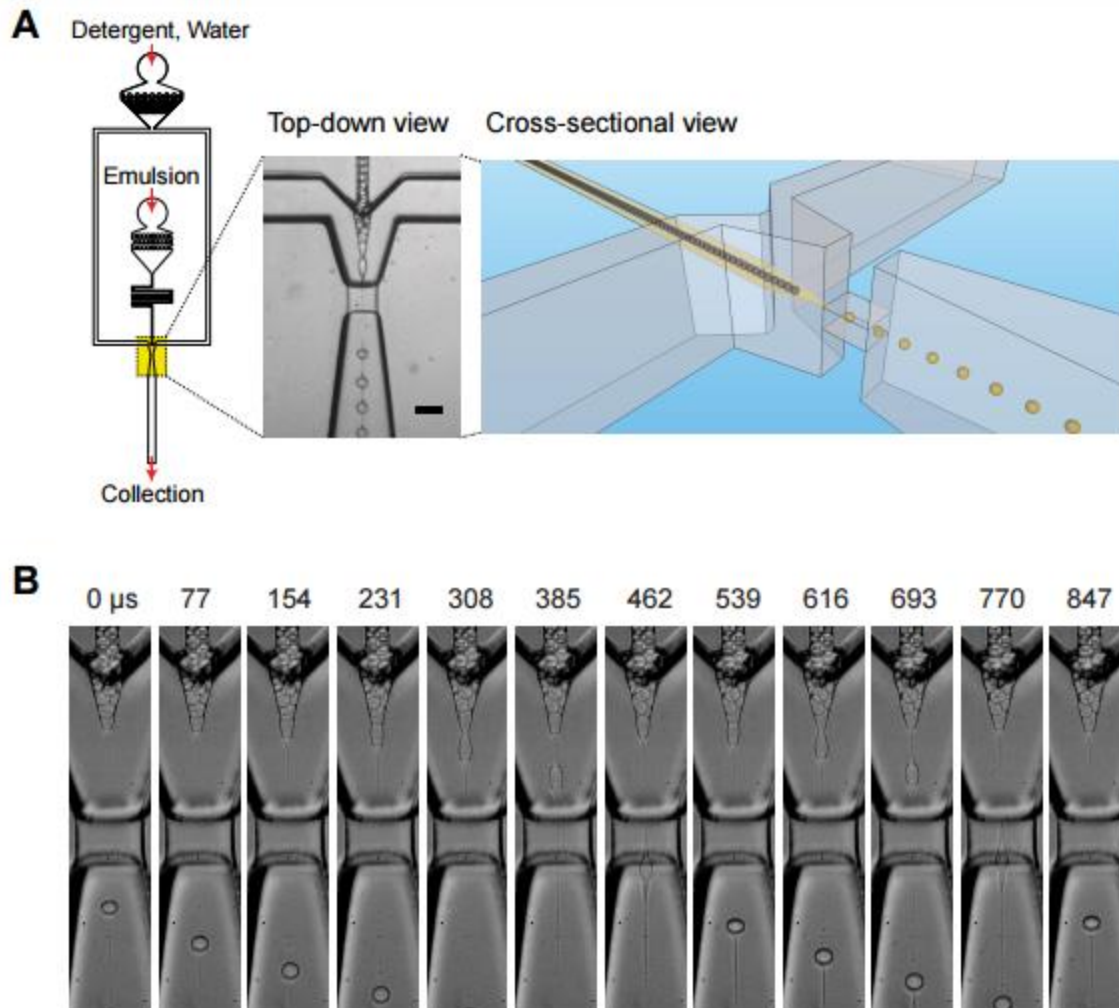 A
Detergent, Water
Top-down view
Cross-sectional view
Emulsion
Collection
B
0 µs 77 154 231 308 385 462 539 616 693 770 847